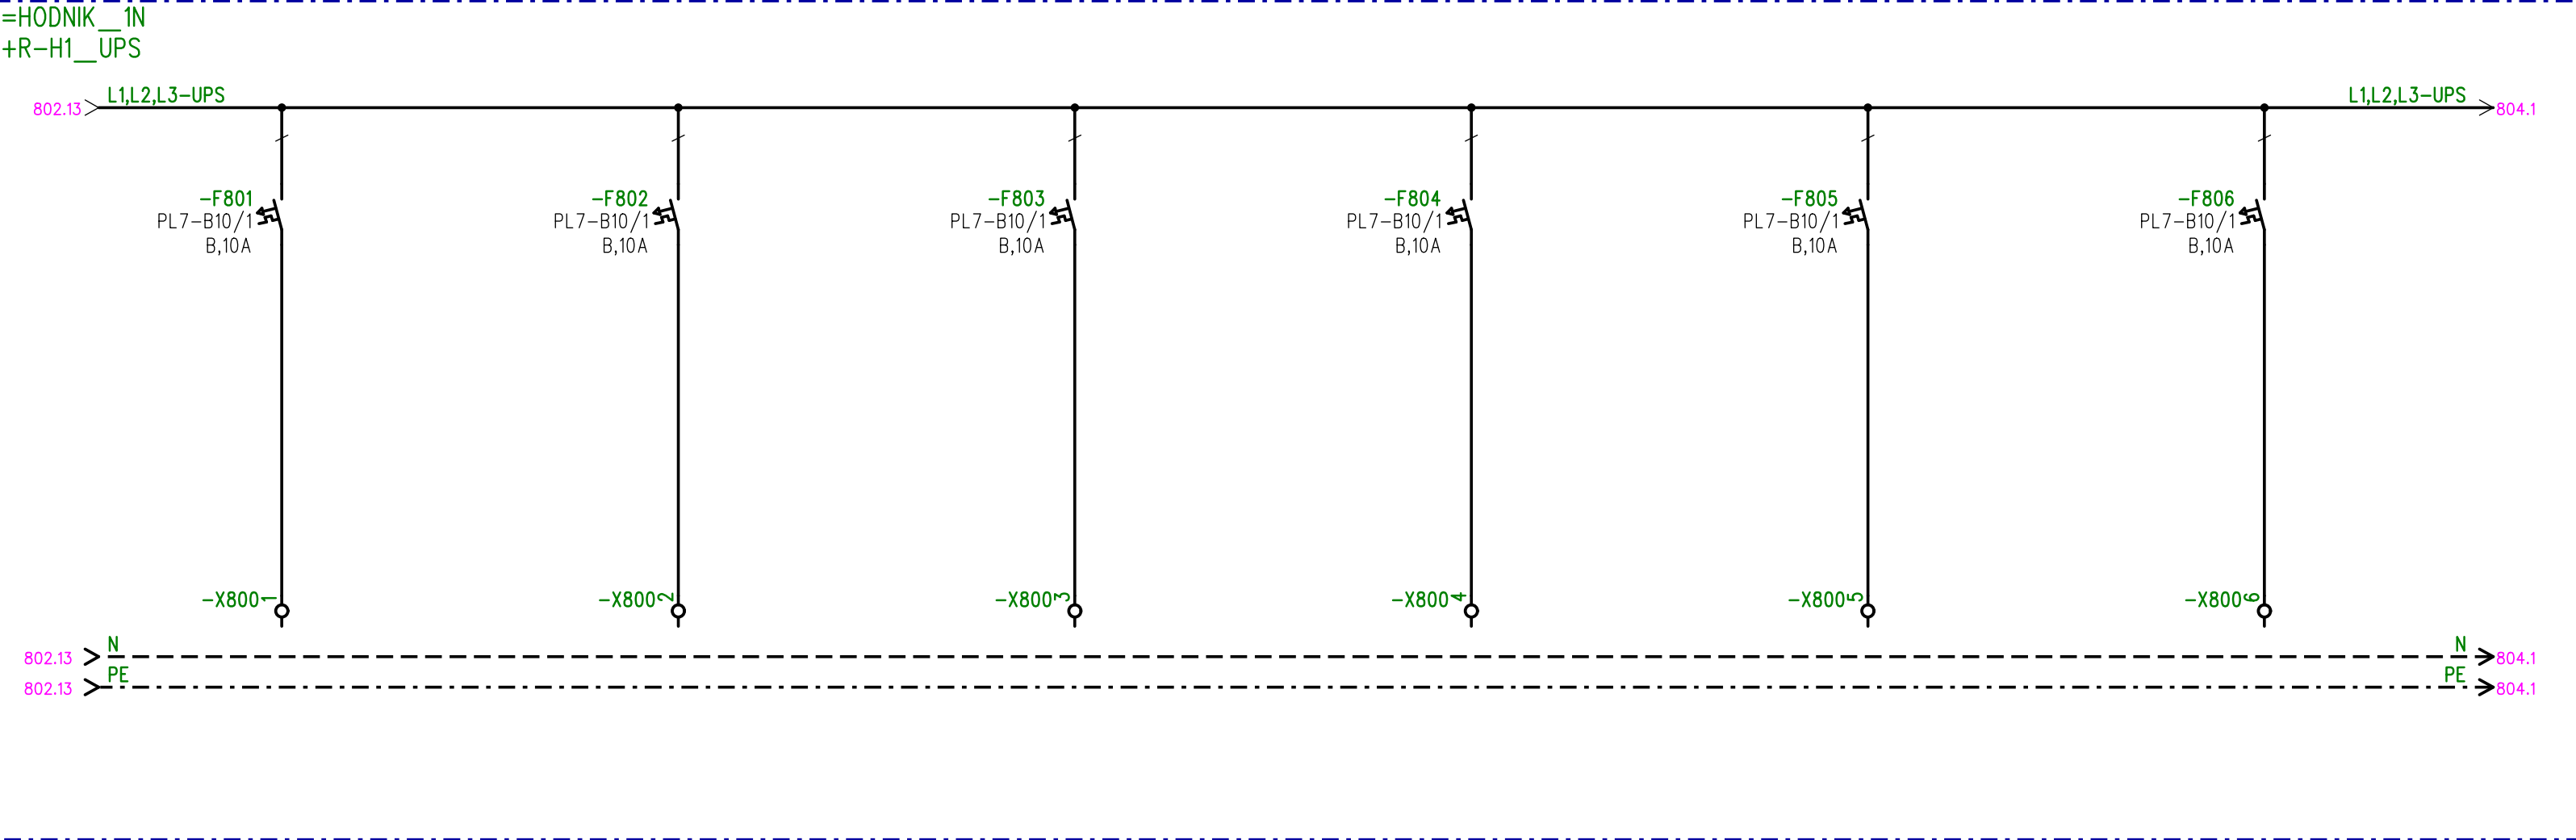 =HODNIK__1N
+R-H1__UPS
L1,L2,L3-UPS
L1,L2,L3-UPS
802.13
804.1
-F801
PL7-B10/1
B,10A
-F802
PL7-B10/1
B,10A
-F803
PL7-B10/1
B,10A
-F804
PL7-B10/1
B,10A
-F805
PL7-B10/1
B,10A
-F806
PL7-B10/1
B,10A
-X800 1
-X800 2
-X800 3
-X800 4
-X800 5
-X800 6
N
N
802.13
804.1
PE
PE
802.13
804.1